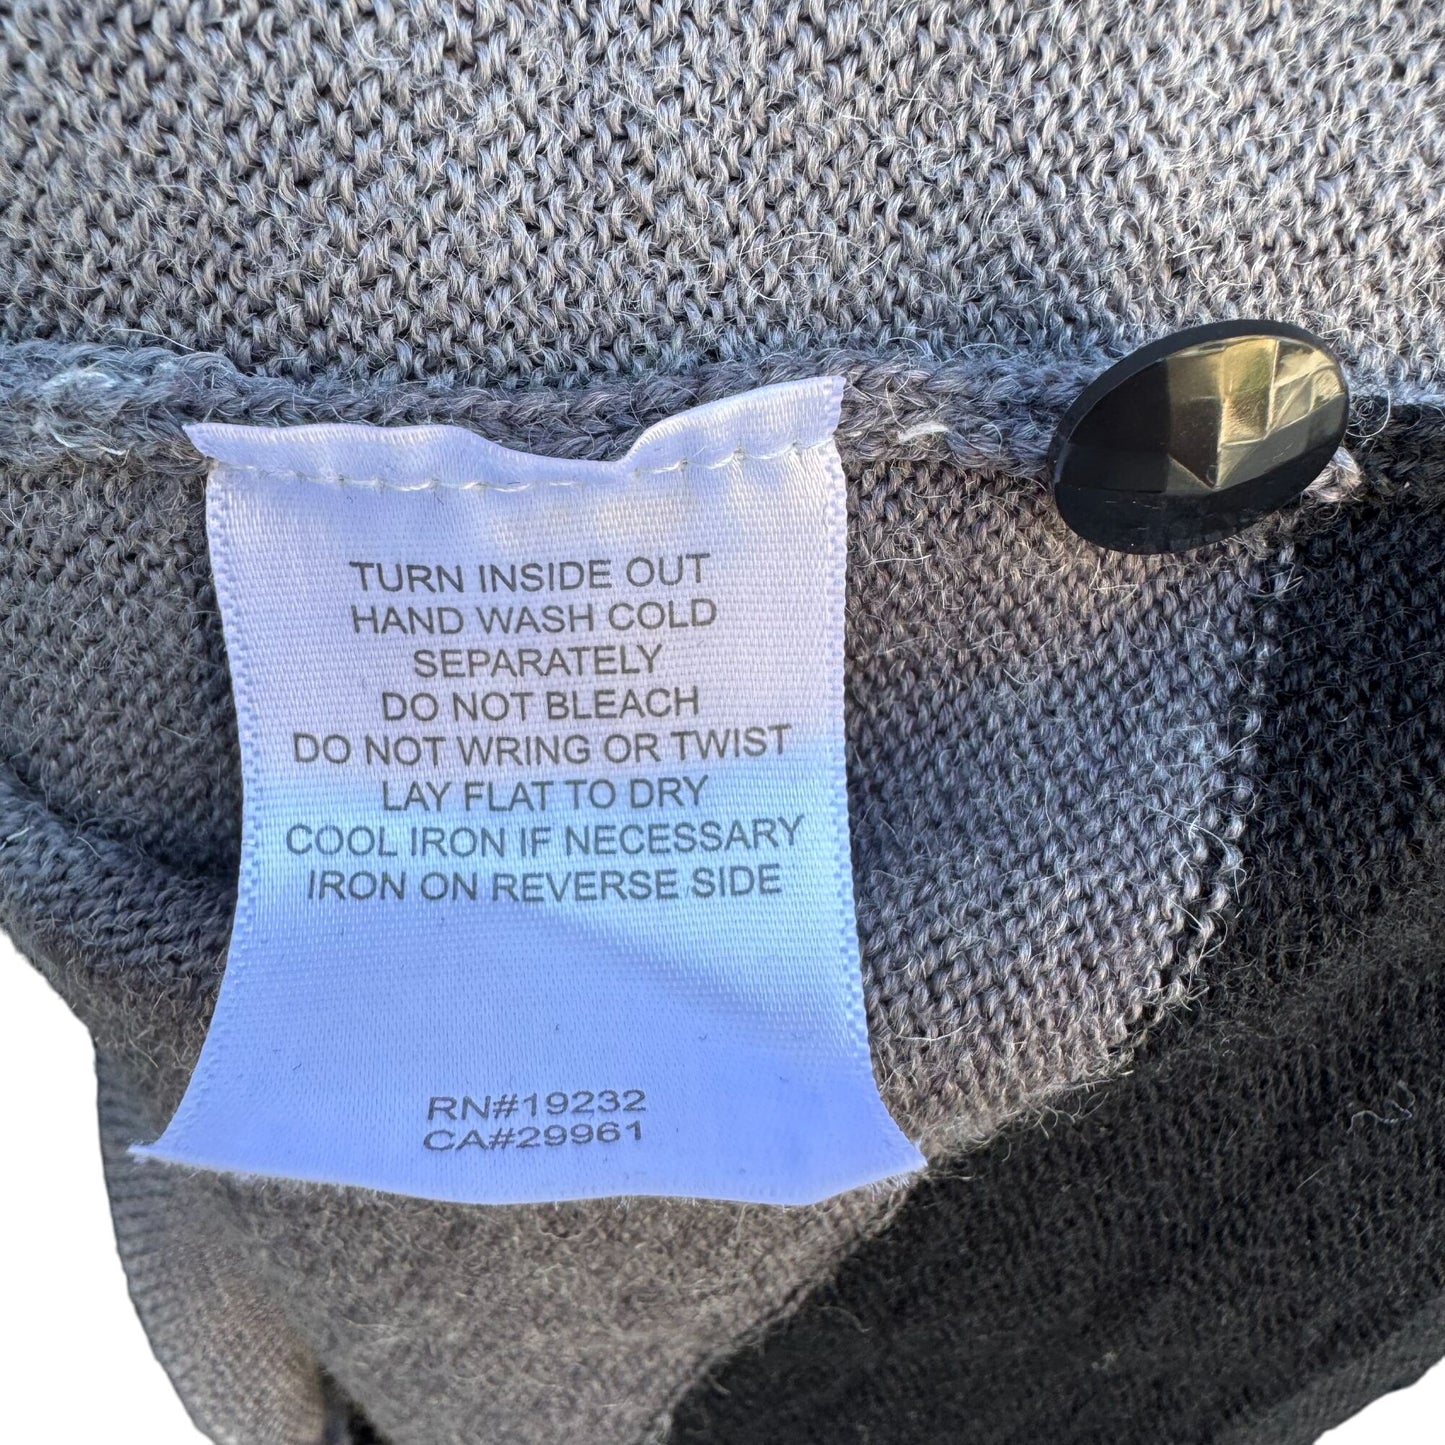 TURN INSIDE OUT
HAND WASH COLD
SEPARATELY
DO NOT BLEACH
DO NOT WRING OR TWIST
LAY FLAT TO DRY
COOL IRON IF NECESSARY
IRON ON REVERSE SIDE
RN#19232
CA#29961